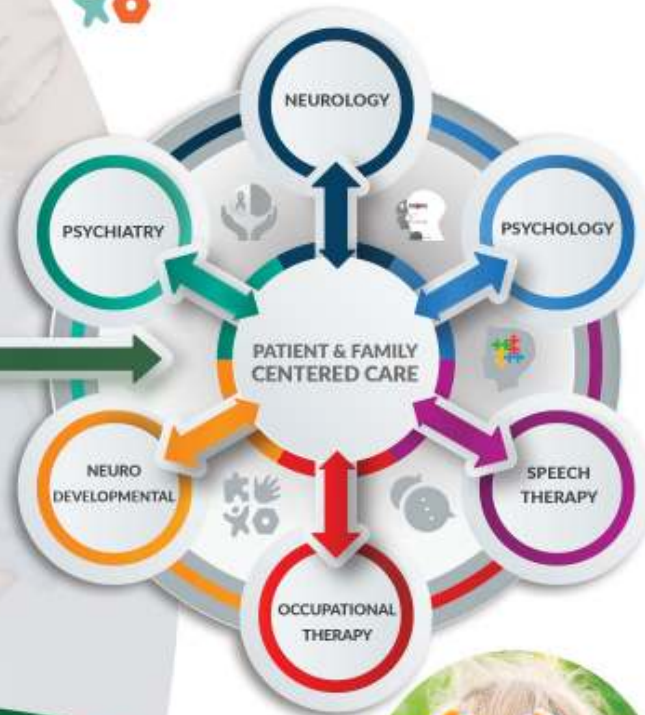 NEUROLOGY
PSYCHIATRY
PSYCHOLOGY
PATIENT & FAMILY
CENTERED CARE
NEURO
DEVELOPMENTAL
SPEECH
THERAPY
OCCUPATIONAL
THERAPY